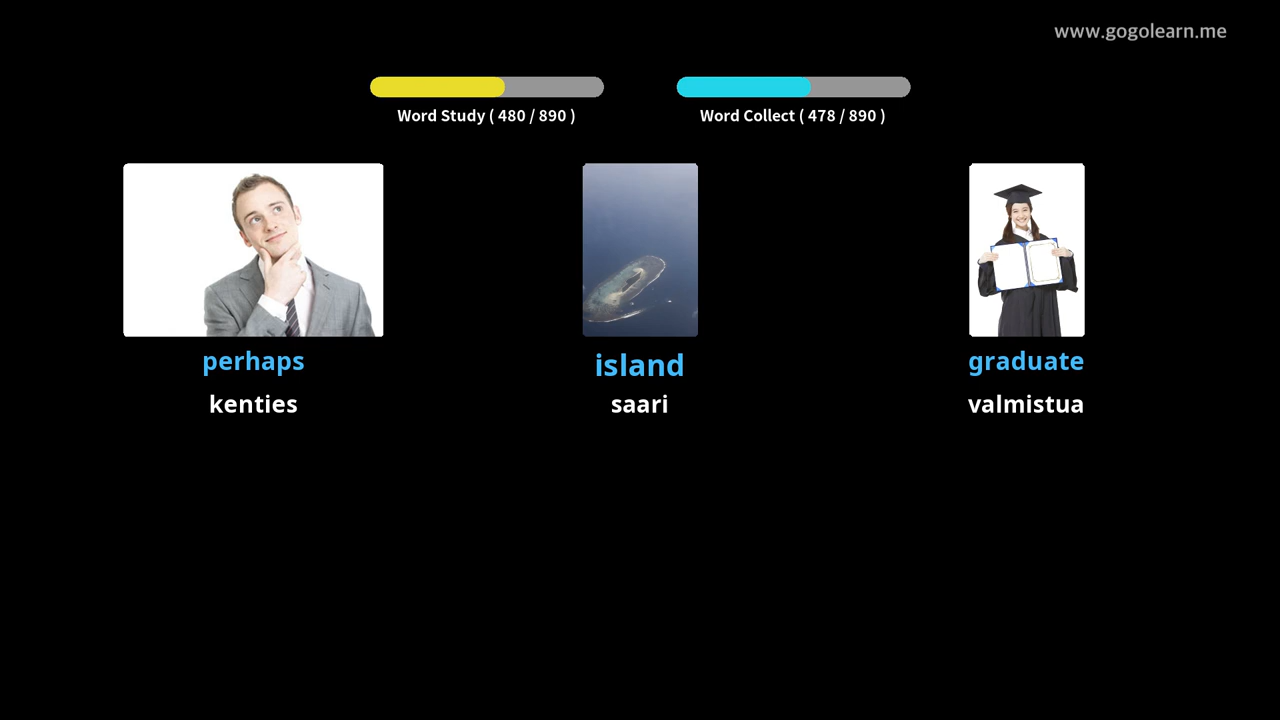 www.gogolearn.me
Word Study ( 480 / 890 )
Word Collect ( 478 / 890 )
perhaps
island
graduate
kenties
saari
valmistua